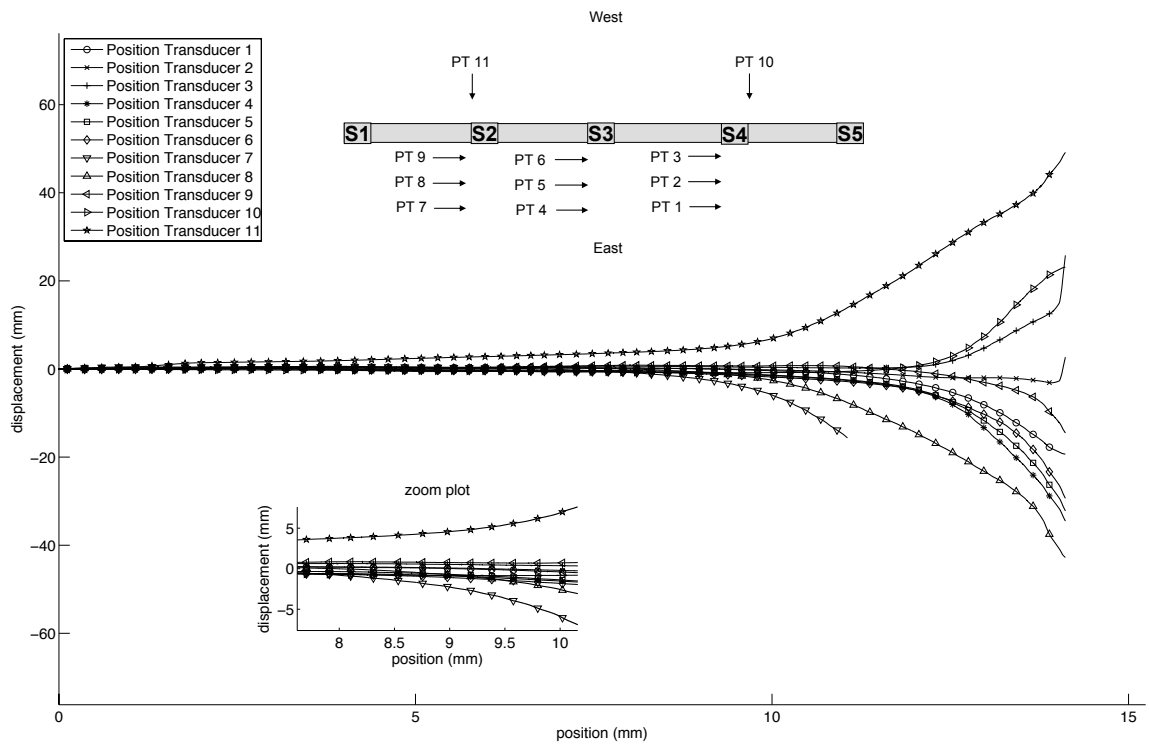 West
Position Transducer 1
Position Transducer 2
Position Transducer 3
Position Transducer 4
Position Transducer 5
Position Transducer 6
Position Transducer 7
Position Transducer 8
Position Transducer 9
Position Transducer 10
Position Transducer 11
PT 11
PT 10
S1
S2
S3
S4
S5
PT 9
PT 6
PT 3
PT 8
PT 5
PT 2
PT 7
PT 4
PT 1
East
60
40
20
0
−20
−40
−60
displacement (mm)
zoom plot
5
0
−5
displacement (mm)
8 8.5 9 9.5 10
position (mm)
0 5 10 15
position (mm)